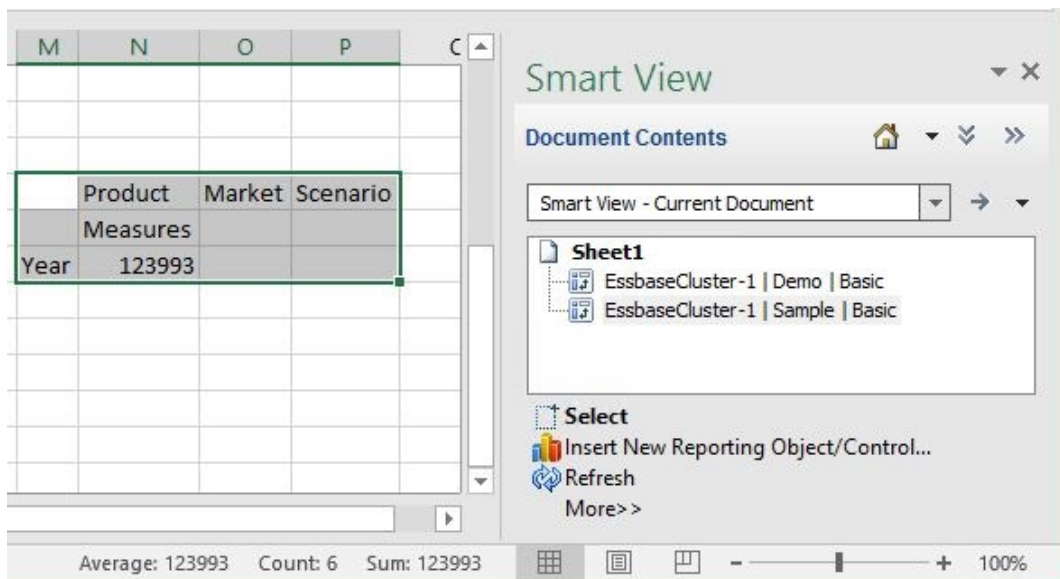 M N O P C
Product Market Scenario
Measures
Year 123993
Average: 123993 Count: 6 Sum: 123993
Smart View
Document Contents
Smart View - Current Document
Sheet1
EssbaseCluster-1 | Demo | Basic
EssbaseCluster-1 | Sample | Basic
Select
Insert New Reporting Object/Control...
Refresh
More>>
100%